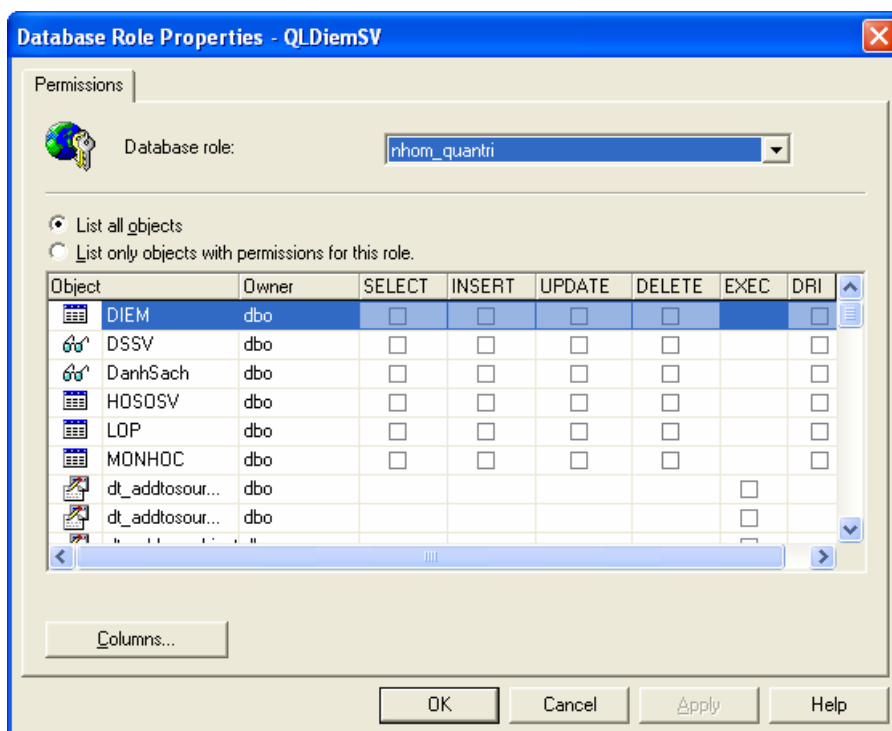 Database Role Properties - QLDiemSV
Permissions
Database role: nhom_quantri
List all objects
List only objects with permissions for this role.
Object Owner SELECT INSERT UPDATE DELETE EXEC DRI
DIEM dbo
DSSV dbo
DanhSach dbo
HOSOSV dbo
LOP dbo
MONHOC dbo
dt_addtosour... dbo
dt_addtosour... dbo
Columns...
OK Cancel Apply Help